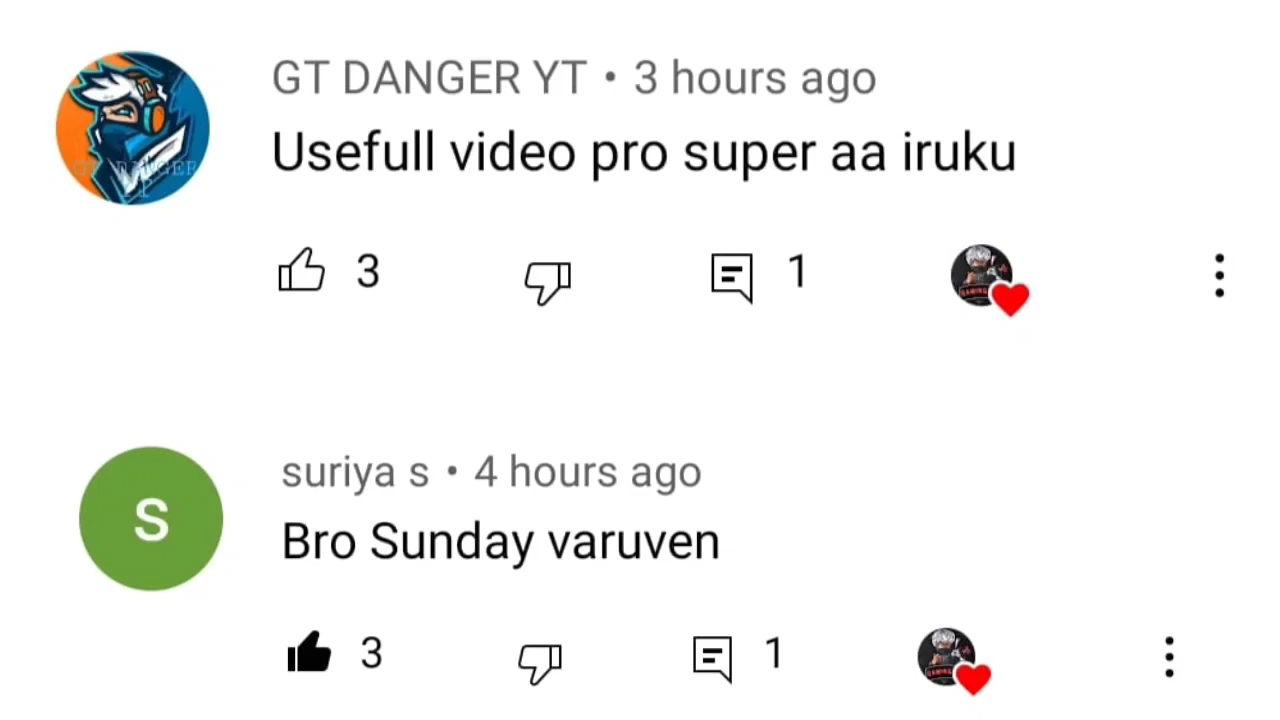 GT DANGER YT • 3 hours ago
Usefull video pro super aa iruku
3 1
suriya s • 4 hours ago
S
Bro Sunday varuven
3 1